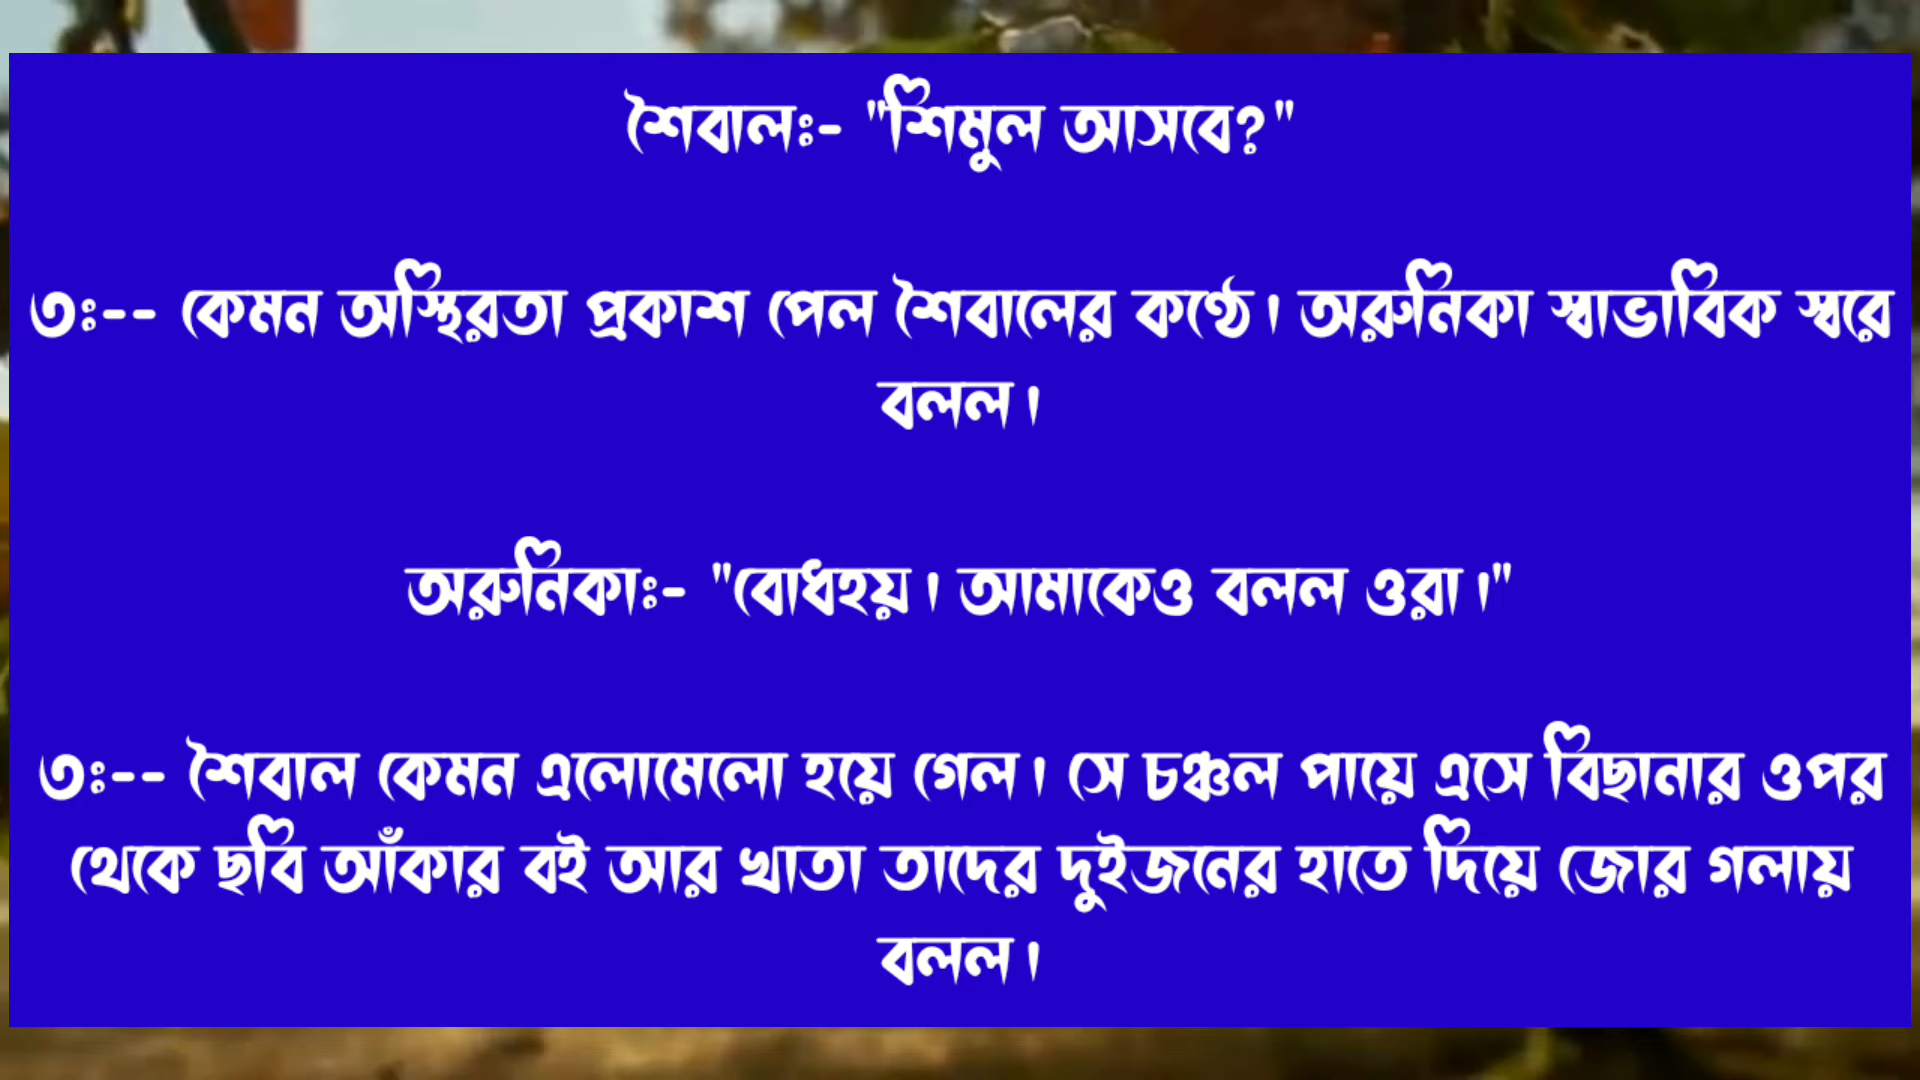 শৈবালঃ- "শিমুল আসবে?"
৩ঃ-- কেমন অস্থিরতা প্রকাশ পেল শৈবালের কণ্ঠে। অরুনিকা স্বাভাবিক স্বরে
বলল।
অরুনিকাঃ- "বোধহয়। আমাকেও বলল ওরা।"
৩ঃ-- শৈবাল কেমন এলোমেলো হয়ে গেল। সে চঞ্চল পায়ে এসে বিছানার ওপর
থেকে ছবি আঁকার বই আর খাতা তাদের দুইজনের হাতে দিয়ে জোর গলায়
বলল।